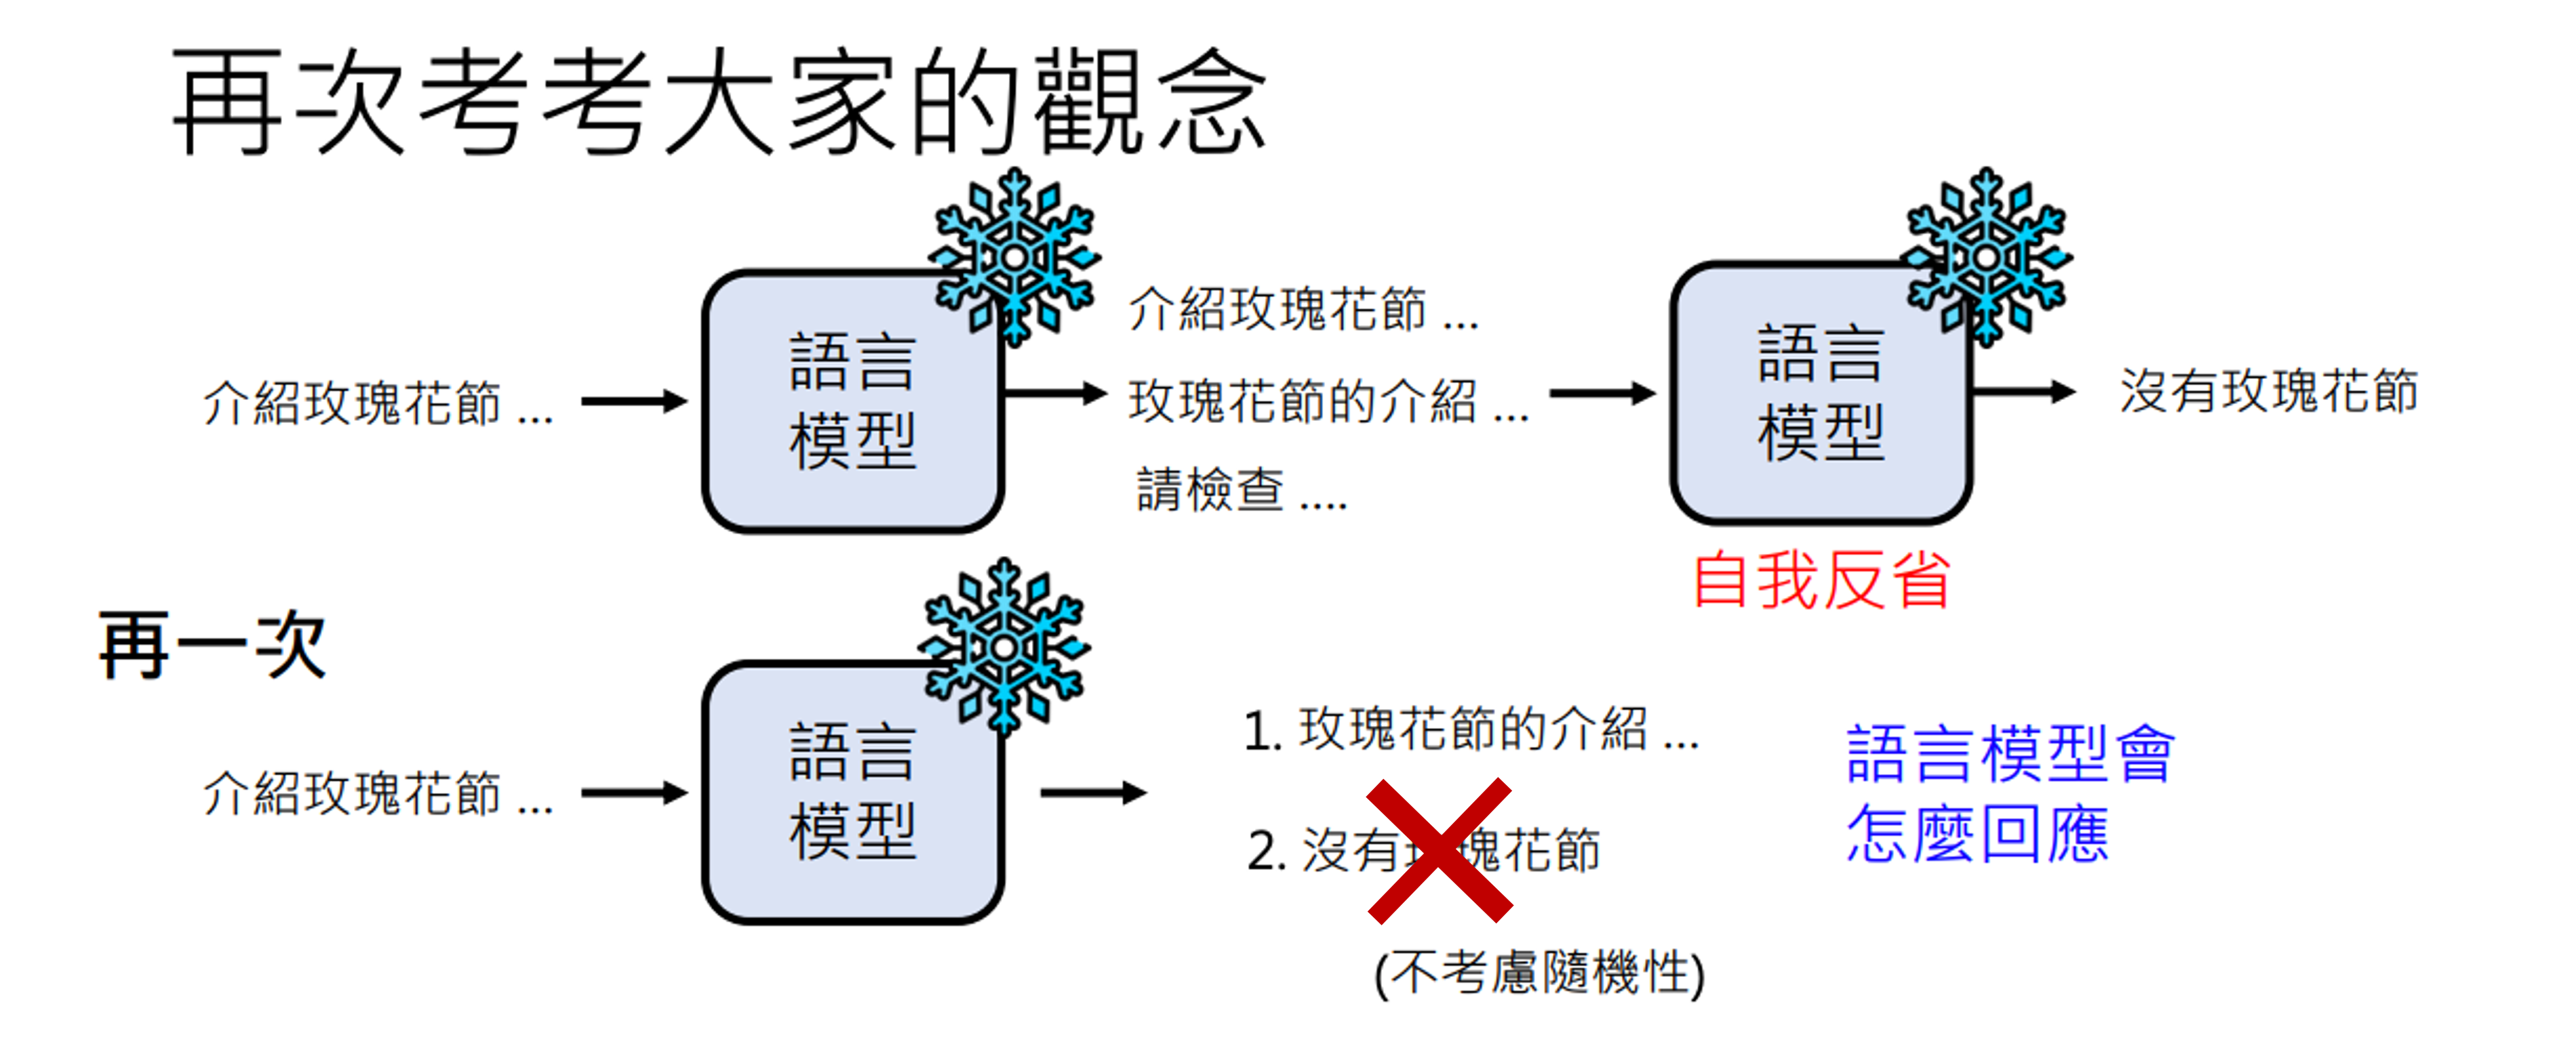 再次考考大家的觀念
介紹玫瑰花節 ...
語言
模型
介紹玫瑰花節 ...
玫瑰花節的介紹 ...
請檢查 ....
語言
模型
沒有玫瑰花節
自我反省
再一次
介紹玫瑰花節 ...
語言
模型
1. 玫瑰花節的介紹 ...
2. 沒有玫瑰花節
(不考慮隨機性)
語言模型會
怎麼回應